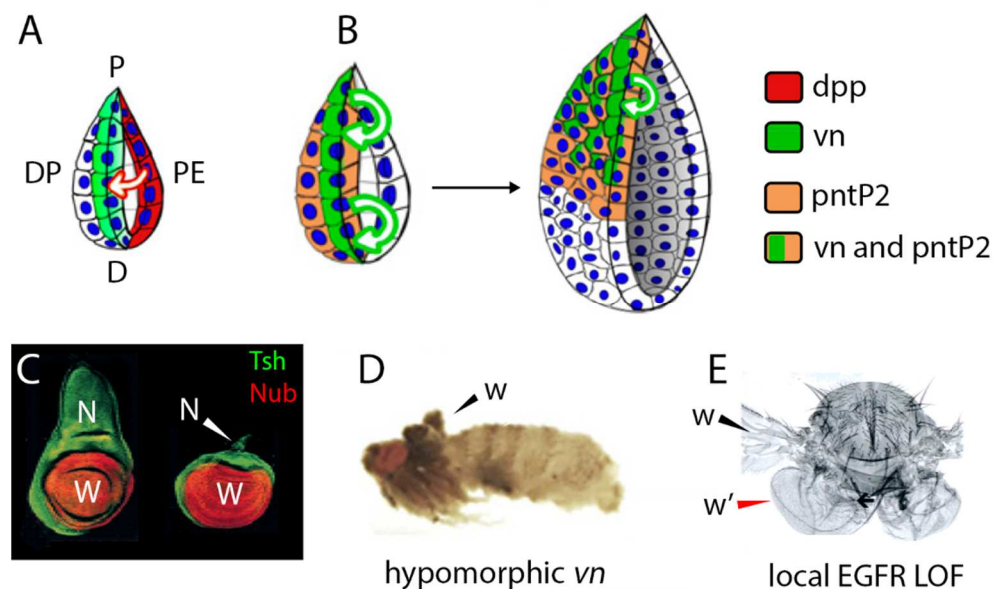 A
P
DP
PE
D
B
dpp
vn
pntP2
vn and pntP2
C
Tsh
Nub
N
W
N
W
D
w
hypomorphic vn
E
w
w'
local EGFR LOF